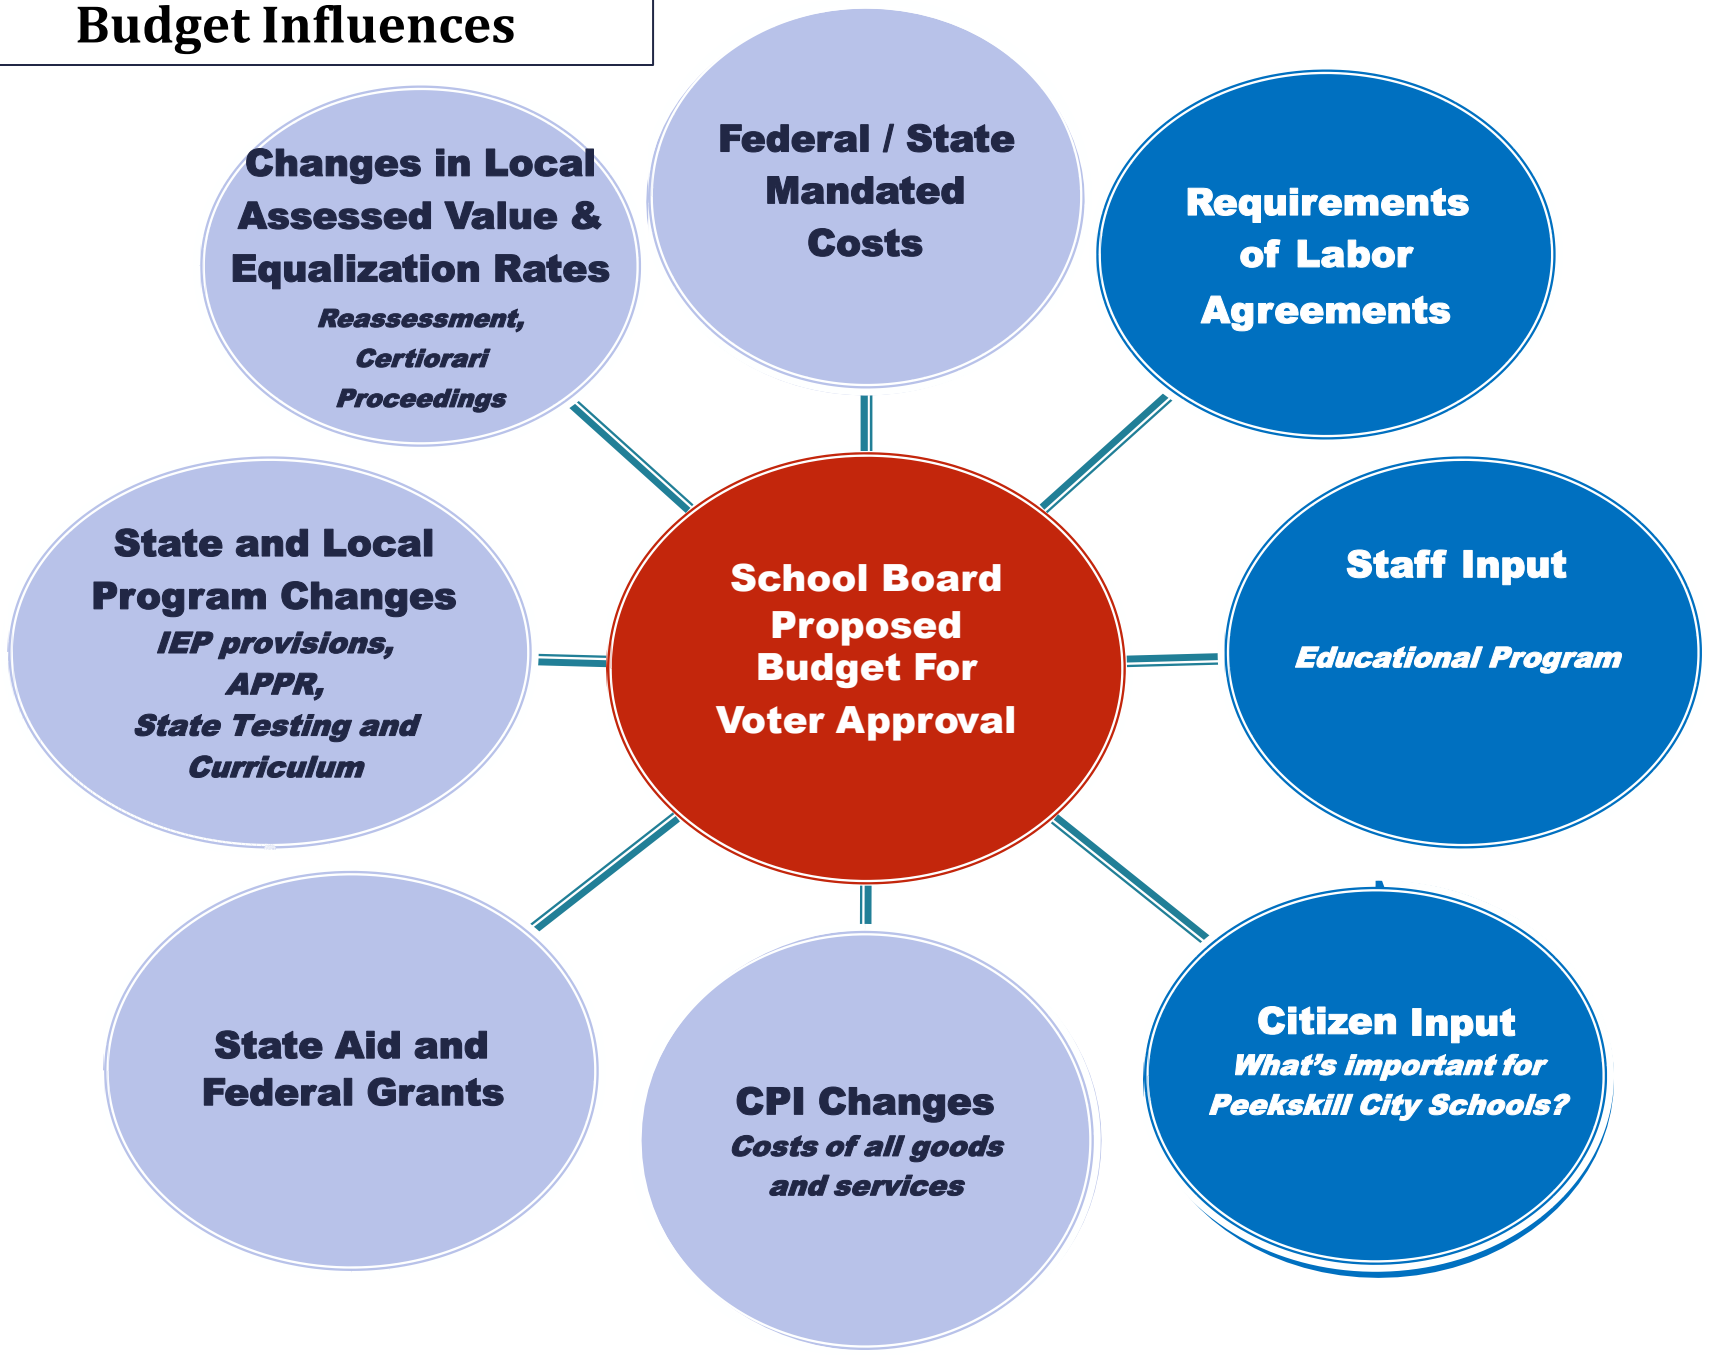 Budget Influences
Federal / State
Mandated
Costs
Requirements
of Labor
Agreements
Staff Input
Educational Program
Citizen Input
What’s important for
Peekskill City Schools?
CPI Changes
Costs of all goods
and services
State Aid and
Federal Grants
State and Local
Program Changes
IEP provisions,
APPR,
State Testing and
Curriculum
Changes in Local
Assessed Value &
Equalization Rates
Reassessment,
Certiorari
Proceedings
School Board
Proposed
Budget For
Voter Approval